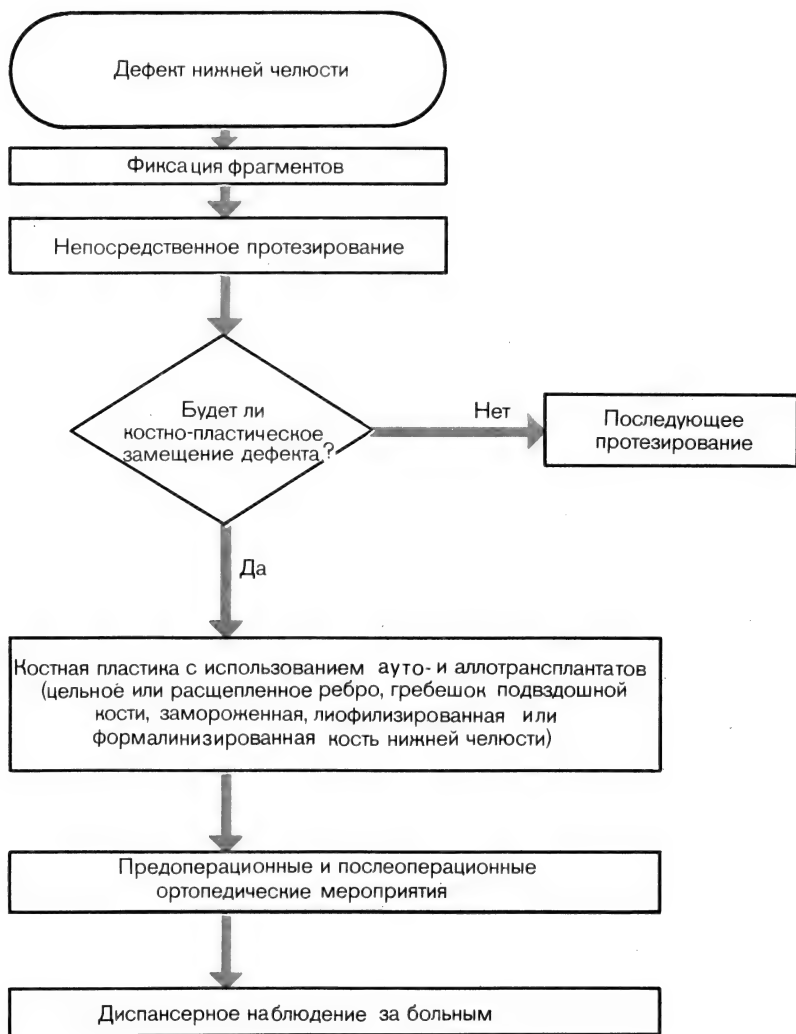 Дефект нижней челюсти
Фиксация фрагментов
Непосредственное протезирование
Будет ли
костно-пластическое
замещение дефекта?
Нет
Последующее
протезирование
Да
Костная пластика с использованием ауто- и аллотрансплантатов
(цельное или расщепленное ребро, гребешок подвздошной
кости, замороженная, лиофилизированная или
формалинизированная кость нижней челюсти)
Предоперационные и послеоперационные
ортопедические мероприятия
Диспансерное наблюдение за больным